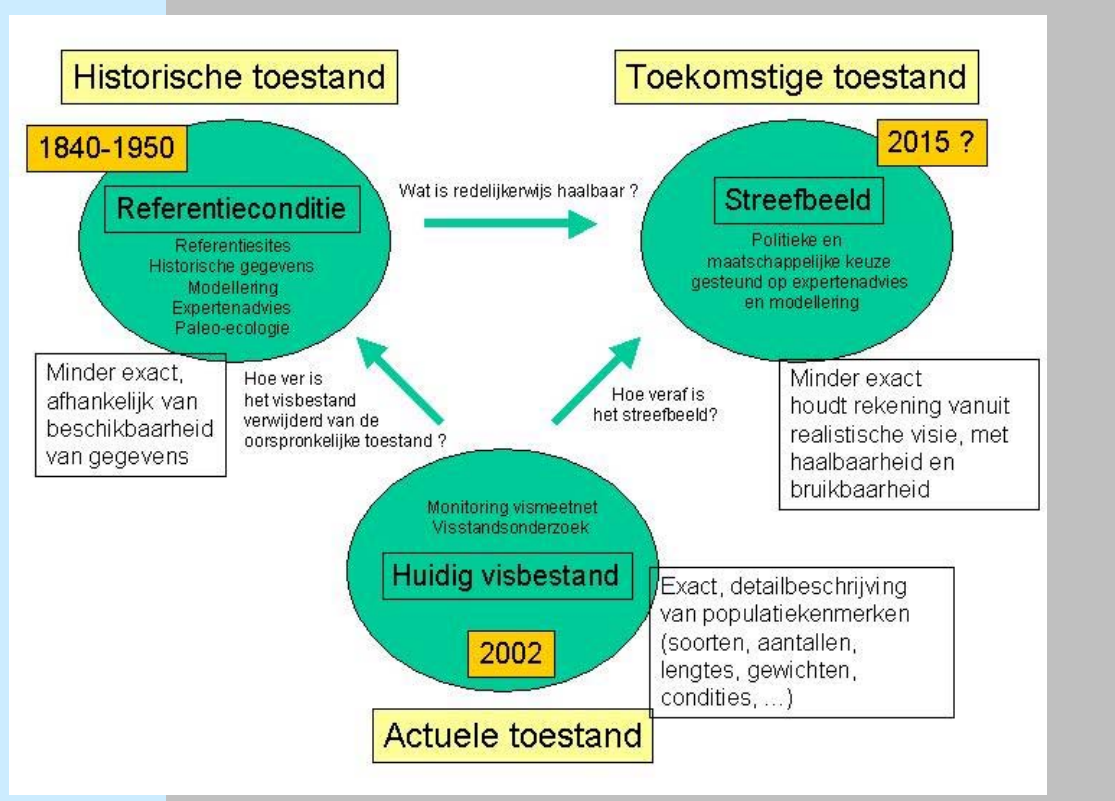 Historische toestand
Toekomstige toestand
1840-1950
2015 ?
Referentieconditie
Referentiesites
Historische gegevens
Modellering
Expertenadvies
Paleo-ecologie
Wat is redelijkerwijs haalbaar ?
Streefbeeld
Politieke en
maatschappelijke keuze
gesteund op expertenadvies
en modellering
Minder exact,
afhankelijk van
beschikbaarheid
van gegevens
Hoe ver is
het visbestand
verwijderd van de
oorspronkelijke toestand ?
Hoe veraf is
het streefbeeld?
Minder exact
houdt rekening vanuit
realistische visie, met
haalbaarheid en
bruikbaarheid
Monitoring vismeetnet
Visstandsonderzoek
Huidig visbestand
2002
Exact, detailbeschrijving
van populatiekenmerken
(soorten, aantallen,
lengtes, gewichten,
condities, ...)
Actuele toestand